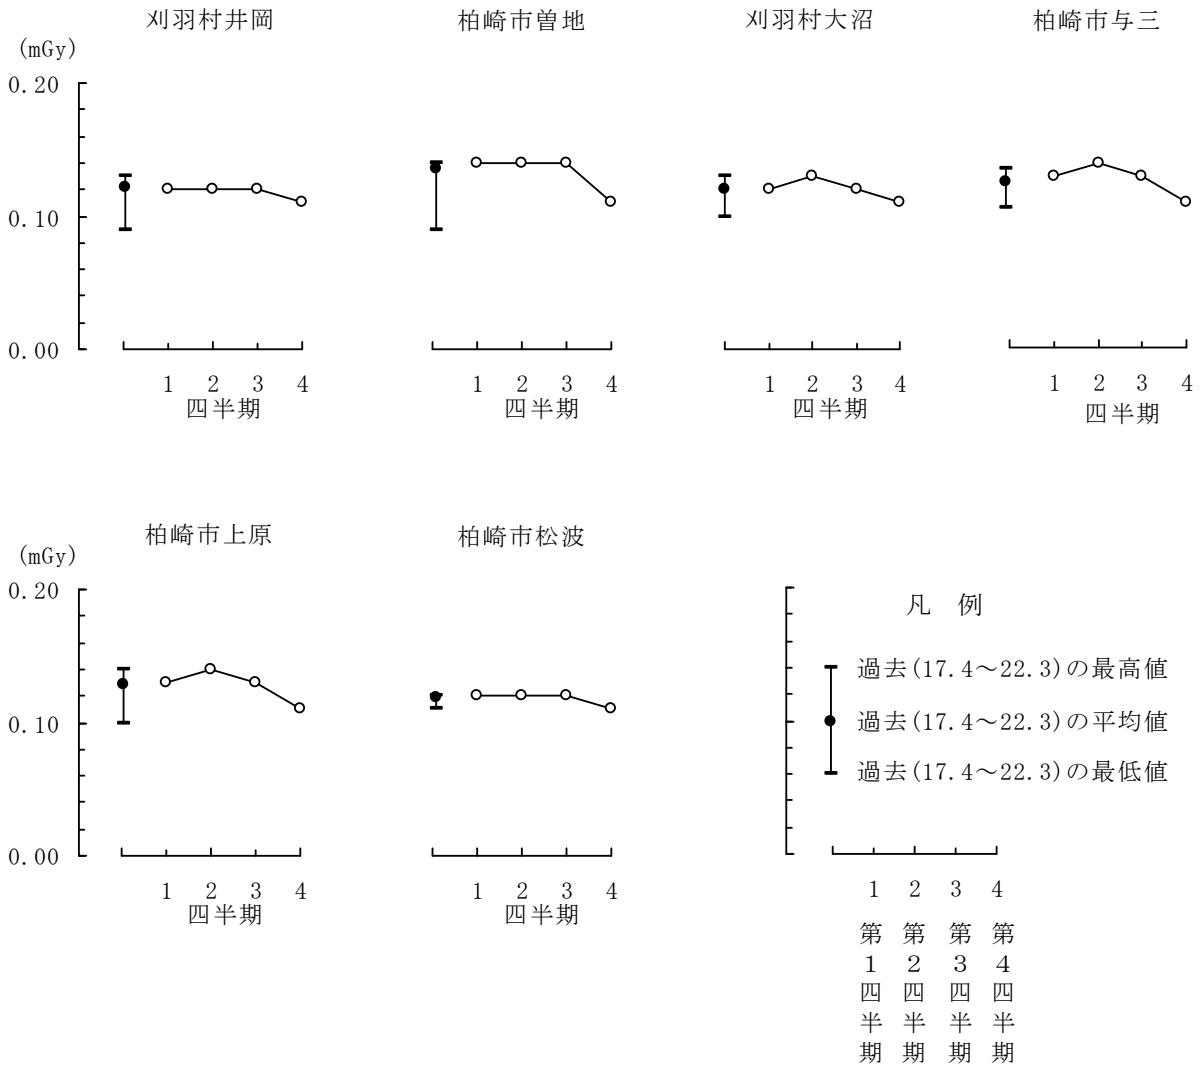 刈羽村井岡
柏崎市曽地
刈羽村大沼
柏崎市与三
(mGy)
0.20
0.10
0.00
1 2 3 4
四半期
1 2 3 4
四半期
1 2 3 4
四半期
1 2 3 4
四半期
柏崎市上原
柏崎市松波
(mGy)
0.20
0.10
0.00
1 2 3 4
四半期
1 2 3 4
四半期
凡 例
過去(17.4～22.3)の最高値
過去(17.4～22.3)の平均値
過去(17.4～22.3)の最低値
1 2 3 4
第1四半期
第2四半期
第3四半期
第4四半期